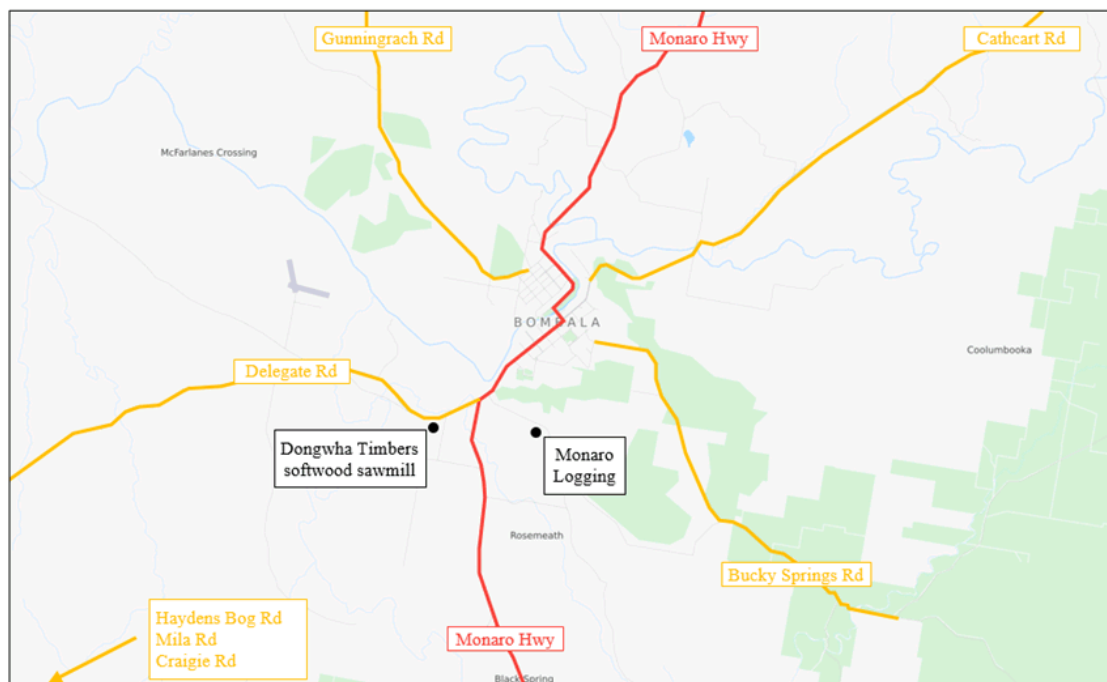 Gunningrach Rd
Monaro Hwy
Cathcart Rd
McFarlanes Crossing
BOMBALA
Coolumbooka
Delegate Rd
Dongwha Timbers
softwood sawmill
Monaro
Logging
Rosemeath
Bucky Springs Rd
Haydens Bog Rd
Mila Rd
Craigie Rd
Monaro Hwy
Black Spring